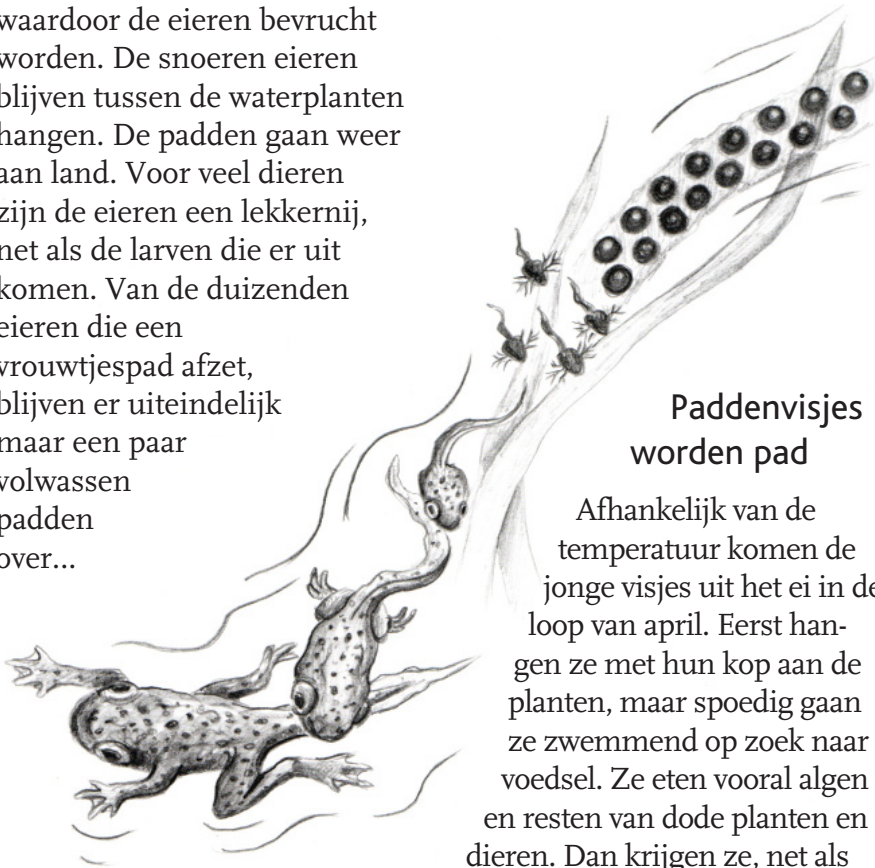 waardoor de eieren bevrucht
worden. De snoeren eieren
blijven tussen de waterplanten
hangen. De padden gaan weer
aan land. Voor veel dieren
zijn de eieren een lekkernij,
net als de larven die er uit
komen. Van de duizenden
eieren die een
vrouwtjespad afzet,
blijven er uiteindelijk
maar een paar
volwassen
padden
over...
Paddenvisjes
worden pad
Afhankelijk van de
temperatuur komen de
jonge visjes uit het ei in de
loop van april. Eerst han-
gen ze met hun kop aan de
planten, maar spoedig gaan
ze zwemmend op zoek naar
voedsel. Ze eten vooral algen
en resten van dode planten en
dieren. Dan krijgen ze, net als